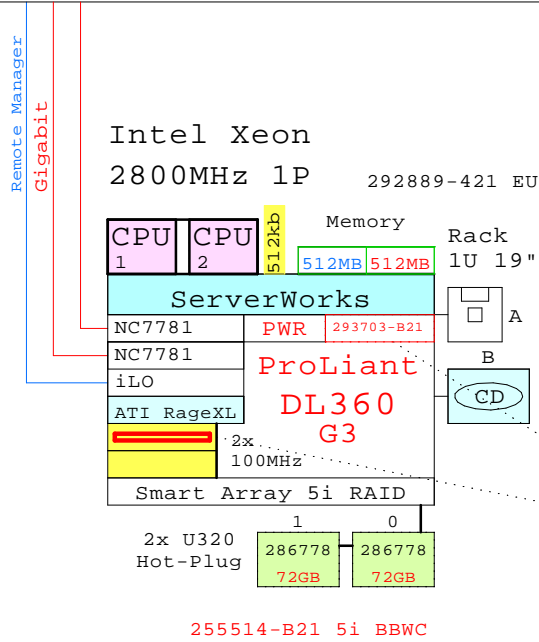 Remote Manager
Gigabit
Intel Xeon
2800MHz 1P
292889-421 EU
CPU
1
CPU
2
512kb
Memory
512MB
512MB
Rack
1U 19"
ServerWorks
A
NC7781
PWR
293703-B21
NC7781
iLO
ProLiant
DL360
G3
B
CD
ATI RageXL
2x
100MHz
Smart Array 5i RAID
2x U320
Hot-Plug
1
0
286778
72GB
286778
72GB
255514-B21 5i BBWC